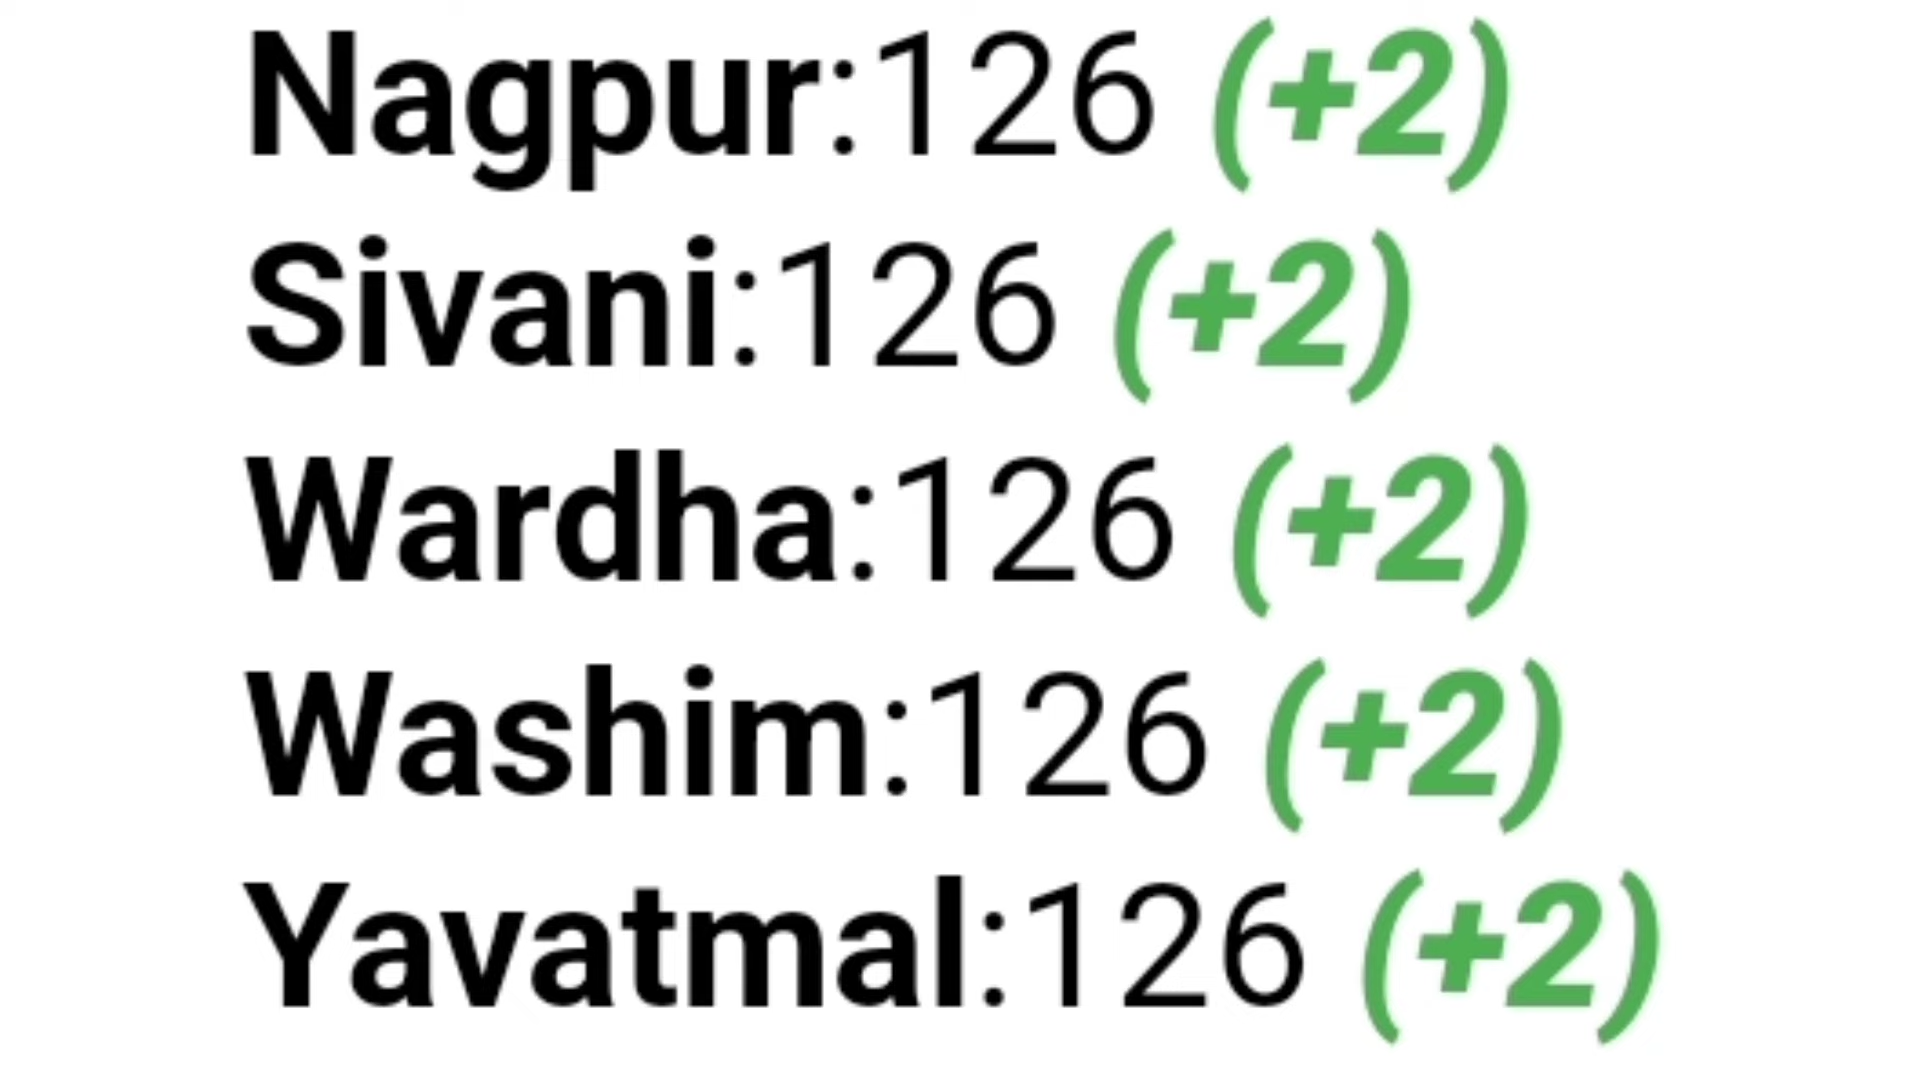 Nagpur:126 (+2)
Sivani:126 (+2)
Wardha:126 (+2)
Washim:126 (+2)
Yavatmal:126 (+2)